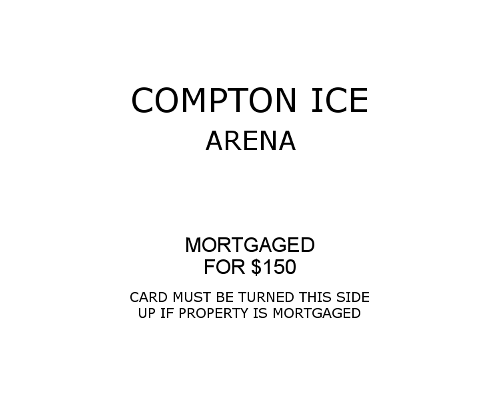 COMPTON ICE
ARENA
MORTGAGED
FOR $150
CARD MUST BE TURNED THIS SIDE
UP IF PROPERTY IS MORTGAGED